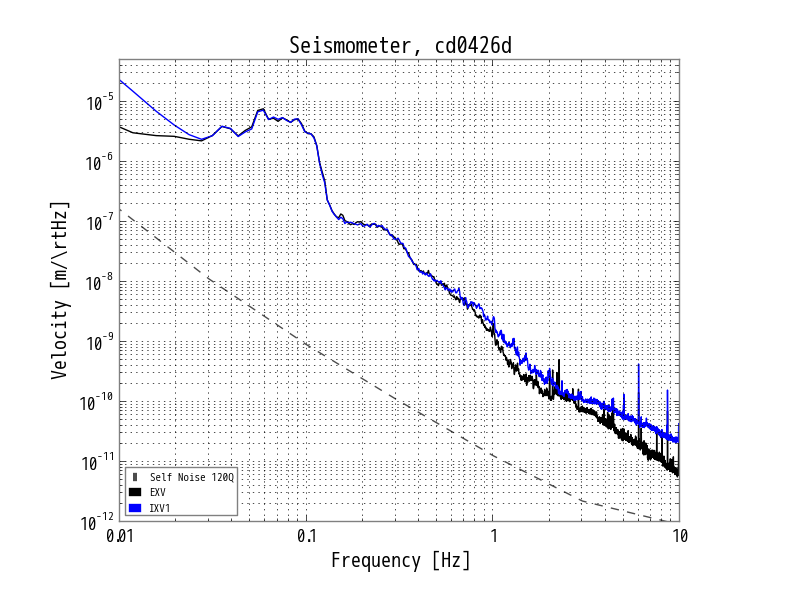 Seismometer, cd0426d
Velocity [m/\rtHz]
10^-5
10^-6
10^-7
10^-8
10^-9
10^-10
10^-11
10^-12
Self Noise 120Q
EXV
IXV1
0.01 0.1 1 10
Frequency [Hz]